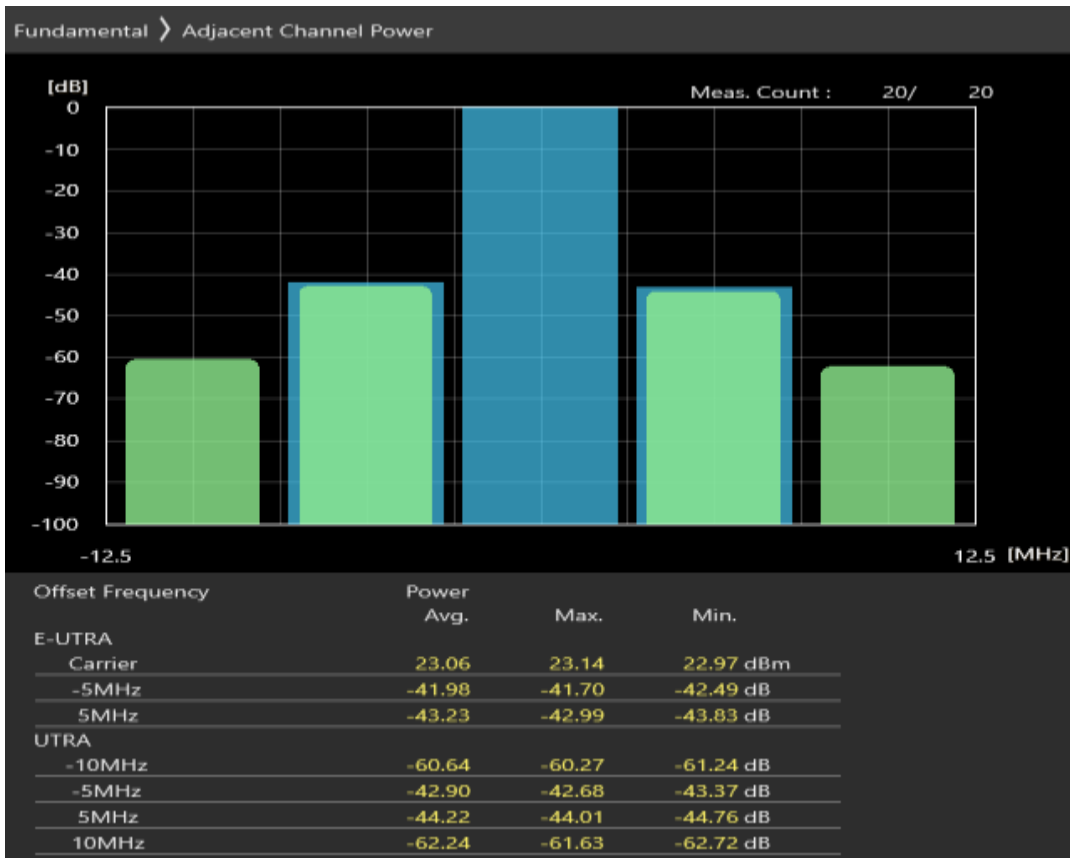 Fundamental ❯ Adjacent Channel Power
[dB]
Meas. Count : 20/ 20
0
-10
-20
-30
-40
-50
-60
-70
-80
-90
-100
-12.5 12.5 [MHz]
Offset Frequency Power
Avg. Max. Min.
E-UTRA
Carrier 23.06 23.14 22.97 dBm
-5MHz -41.98 -41.70 -42.49 dB
5MHz -43.23 -42.99 -43.83 dB
UTRA
-10MHz -60.64 -60.27 -61.24 dB
-5MHz -42.90 -42.68 -43.37 dB
5MHz -44.22 -44.01 -44.76 dB
10MHz -62.24 -61.63 -62.72 dB